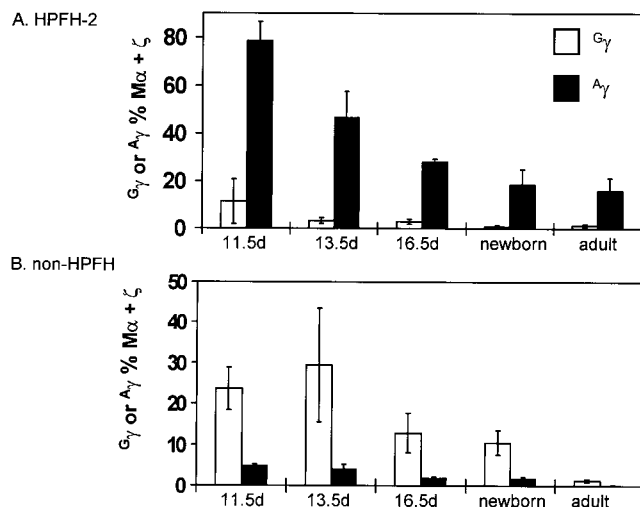 A. HPFH-2
Gγ or Aγ % Mα + ζ
80
60
40
20
0
Gγ
Aγ
11.5d 13.5d 16.5d newborn adult
B. non-HPFH
Gγ or Aγ % Mα + ζ
50
40
30
20
10
0
11.5d 13.5d 16.5d newborn adult